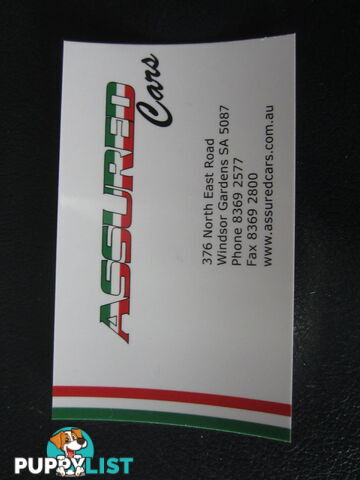 ASSURED
Cars
376 North East Road
Windsor Gardens SA 5087
Phone 8369 2577
Fax 8369 2800
www.assuredcars.com.au
PUPPYLIST